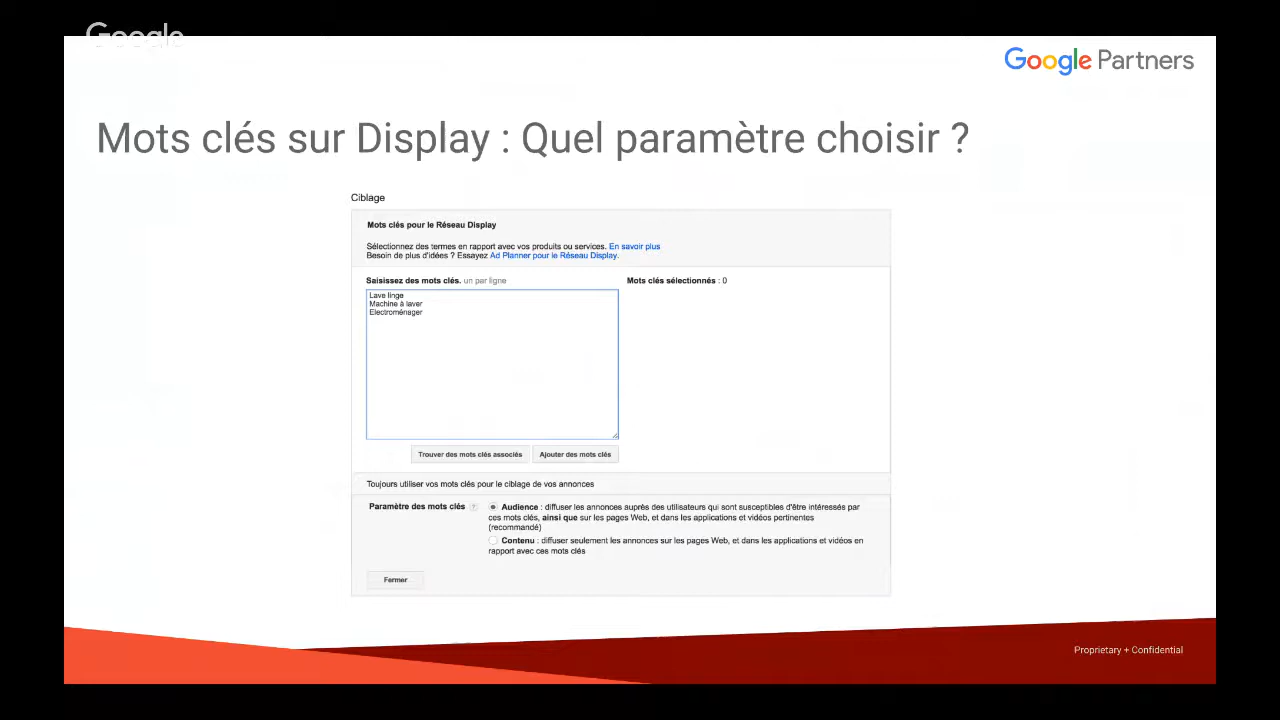 Google
Google Partners
Mots clés sur Display : Quel paramètre choisir ?
Ciblage
Mots clés pour le Réseau Display
Sélectionnez des termes en rapport avec vos produits ou services. En savoir plus
Besoin de plus d'idées ? Essayez Ad Planner pour le Réseau Display.
Saisissez des mots clés. un par ligne
Mots clés sélectionnés : 0
Lave linge
Machine à laver
Electroménager
Trouver des mots clés associés
Ajouter des mots clés
Toujours utiliser vos mots clés pour le ciblage de vos annonces
Paramètre des mots clés ?
Audience : diffuser les annonces auprès des utilisateurs qui sont susceptibles d'être intéressés par
ces mots clés, ainsi que sur les pages Web, et dans les applications et vidéos pertinentes
(recommandé)
Contenu : diffuser seulement les annonces sur les pages Web, et dans les applications et vidéos en
rapport avec ces mots clés
Fermer
Proprietary + Confidential